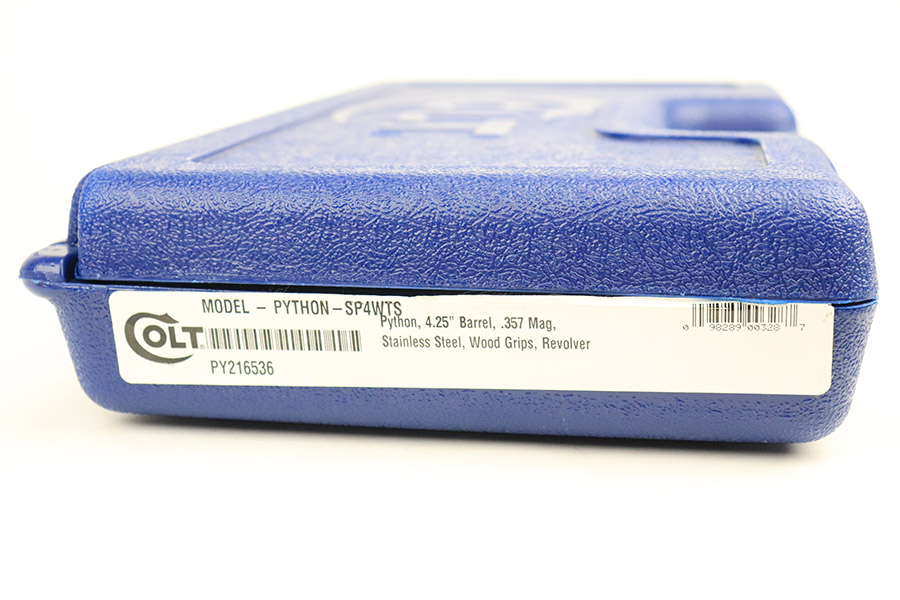 MODEL - PYTHON-SP4WTS
COLT
PY216536
Python, 4.25" Barrel, .357 Mag,
Stainless Steel, Wood Grips, Revolver
0 98289 00328 7